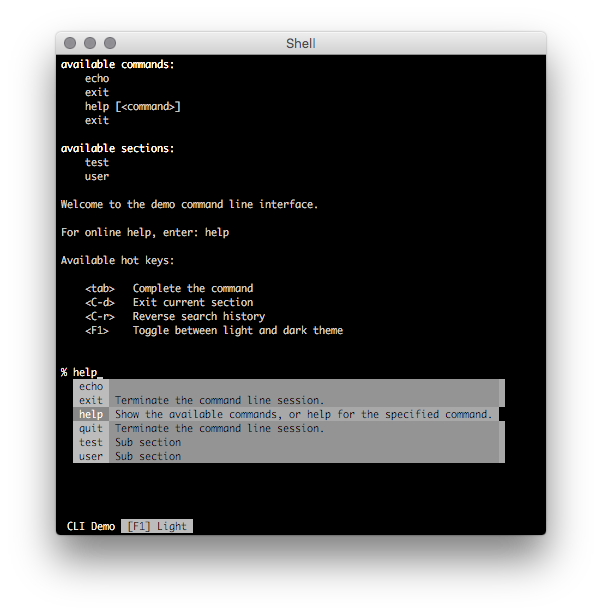 Shell
available commands:
echo
exit
help [<command>]
exit
available sections:
test
user
Welcome to the demo command line interface.
For online help, enter: help
Available hot keys:
<tab> Complete the command
<C-d> Exit current section
<C-r> Reverse search history
<F1> Toggle between light and dark theme
% help_
echo
exit Terminate the command line session.
help Show the available commands, or help for the specified command.
quit Terminate the command line session.
test Sub section
user Sub section
CLI Demo [F1] Light